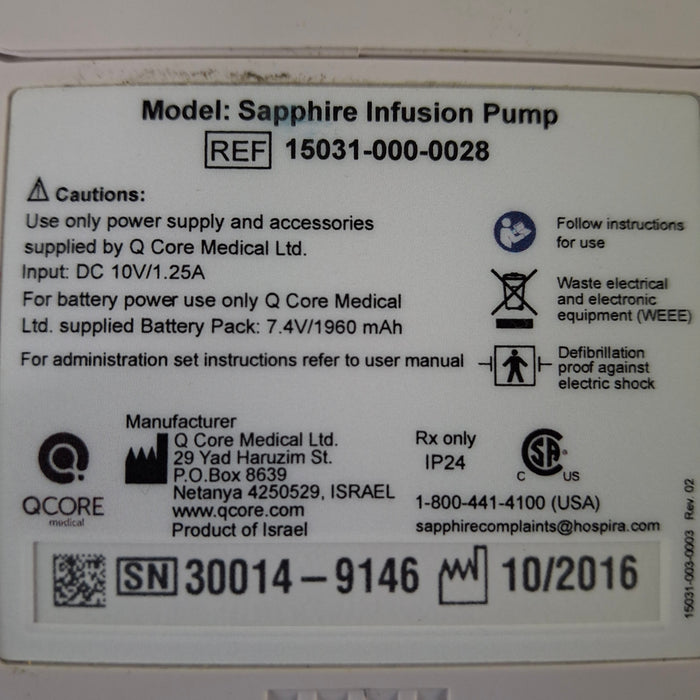 Model: Sapphire Infusion Pump
REF 15031-000-0028
Cautions:
Use only power supply and accessories
supplied by Q Core Medical Ltd.
Input: DC 10V/1.25A
For battery power use only Q Core Medical
Ltd. supplied Battery Pack: 7.4V/1960 mAh
For administration set instructions refer to user manual
Follow instructions
for use
Waste electrical
and electronic
equipment (WEEE)
Defibrillation
proof against
electric shock
QCORE
medical
Manufacturer
Q Core Medical Ltd.
29 Yad Haruzim St.
P.O.Box 8639
Netanya 4250529, ISRAEL
www.qcore.com
Product of Israel
Rx only
IP24
CSA
C US
1-800-441-4100 (USA)
sapphirecomplaints@hospira.com
SN 30014-9146 10/2016
15031-003-0003 Rev. 02